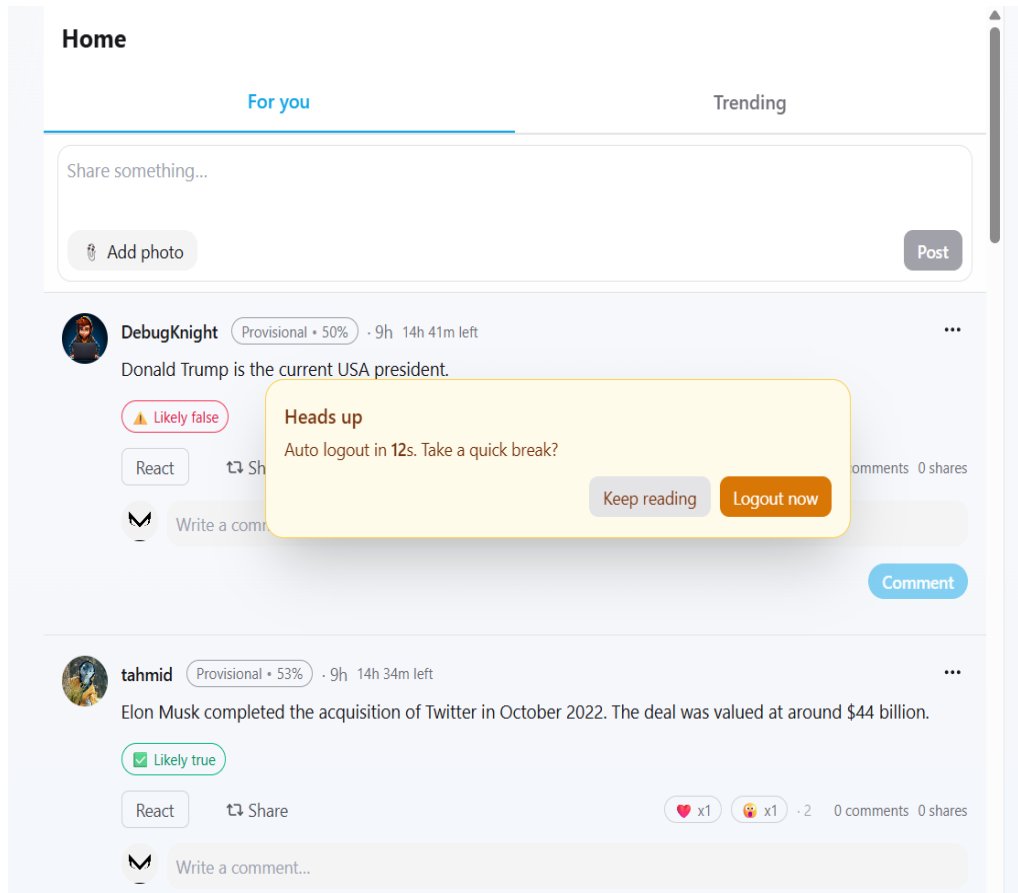 Home
For you
Trending
Share something...
Add photo
Post
DebugKnight Provisional • 50% · 9h 14h 41m left
Donald Trump is the current USA president.
Likely false
Heads up
Auto logout in 12s. Take a quick break?
Keep reading
Logout now
React
0 shares
Comment
tahmid Provisional • 53% · 9h 14h 34m left
Elon Musk completed the acquisition of Twitter in October 2022. The deal was valued at around $44 billion.
Likely true
React Share x1 x1 · 2 0 comments 0 shares
Write a comment...